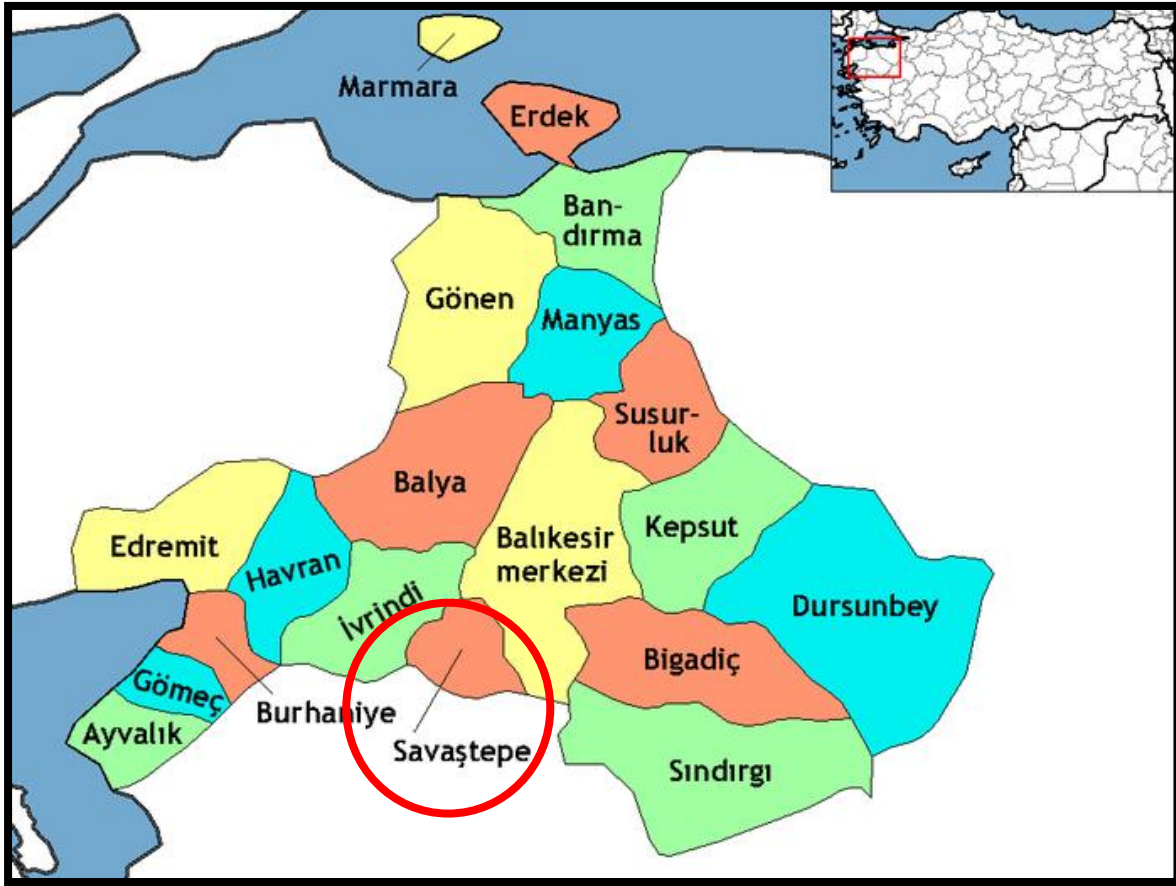 Marmara
Erdek
Ban-
dırma
Gönen
Manyas
Susur-
luk
Balya
Kepsut
Edremit
Havran
Balıkesir
merkezi
İvrindi
Dursunbey
Bigadiç
Gömeç
Burhaniye
Ayvalık
Savaştepe
Sındırgı